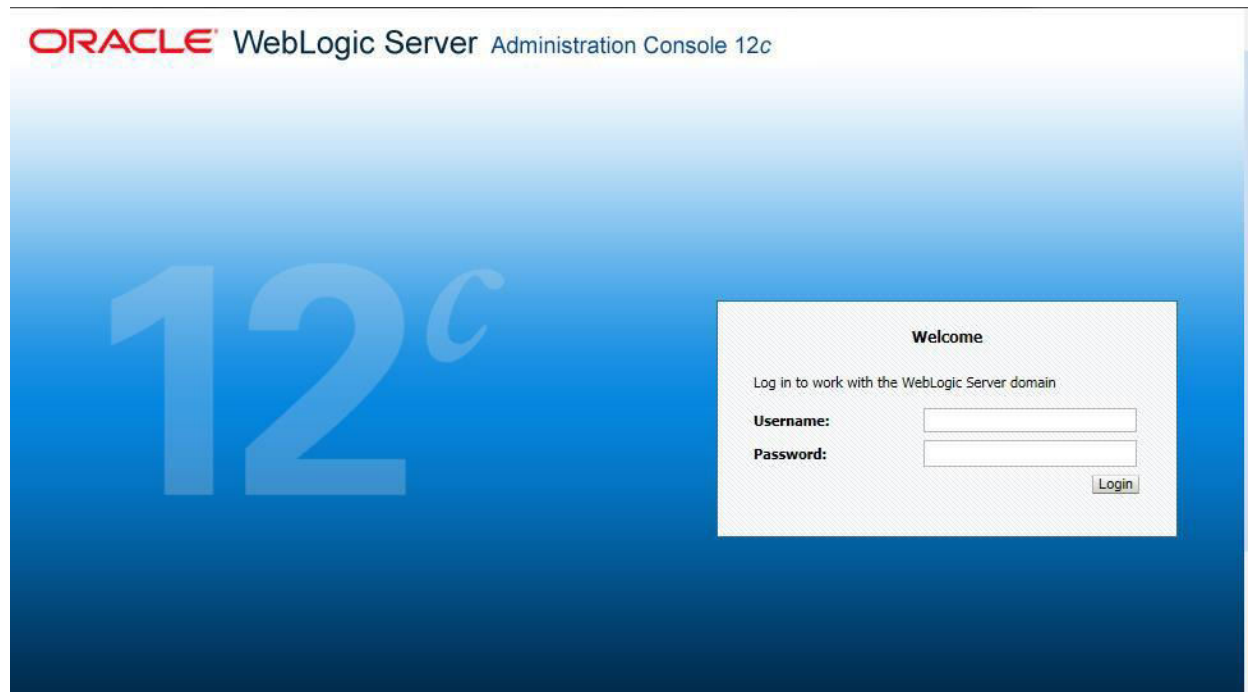 ORACLE WebLogic Server Administration Console 12c
12c
Welcome
Log in to work with the WebLogic Server domain
Username:
Password:
Login